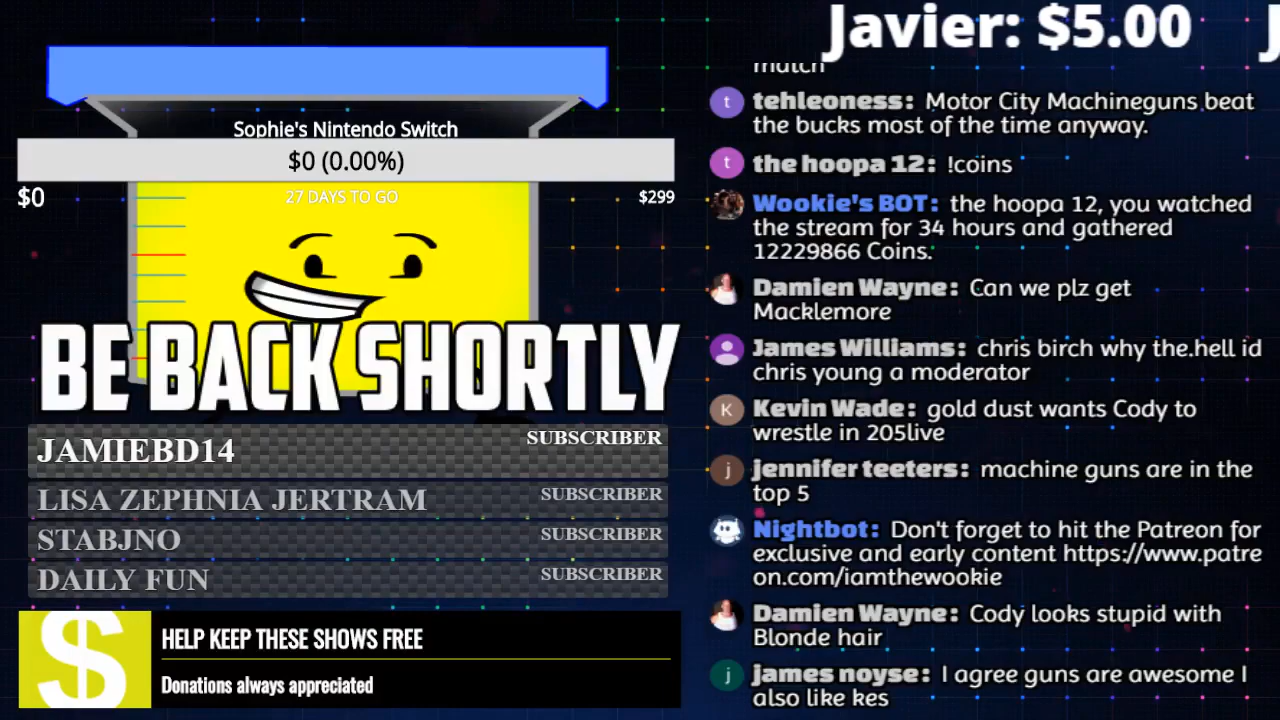 Javier: $5.00
Sophie's Nintendo Switch
$0 (0.00%)
$0
27 DAYS TO GO
$299
BE BACK SHORTLY
JAMIEBD14
SUBSCRIBER
LISA ZEPHNIA JERTRAM
SUBSCRIBER
STABJNO
SUBSCRIBER
DAILY FUN
SUBSCRIBER
$
HELP KEEP THESE SHOWS FREE
Donations always appreciated
match
t
tehleoness: Motor City Machineguns beat
the bucks most of the time anyway.
t
the hoopa 12: !coins
Wookie's BOT: the hoopa 12, you watched
the stream for 34 hours and gathered
12229866 Coins.
Damien Wayne: Can we plz get
Macklemore
James Williams: chris birch why the.hell id
chris young a moderator
K
Kevin Wade: gold dust wants Cody to
wrestle in 205live
j
jennifer teeters: machine guns are in the
top 5
Nightbot: Don't forget to hit the Patreon for
exclusive and early content https://www.patre
on.com/iamthewookie
Damien Wayne: Cody looks stupid with
Blonde hair
j
james noyse: I agree guns are awesome I
also like kes